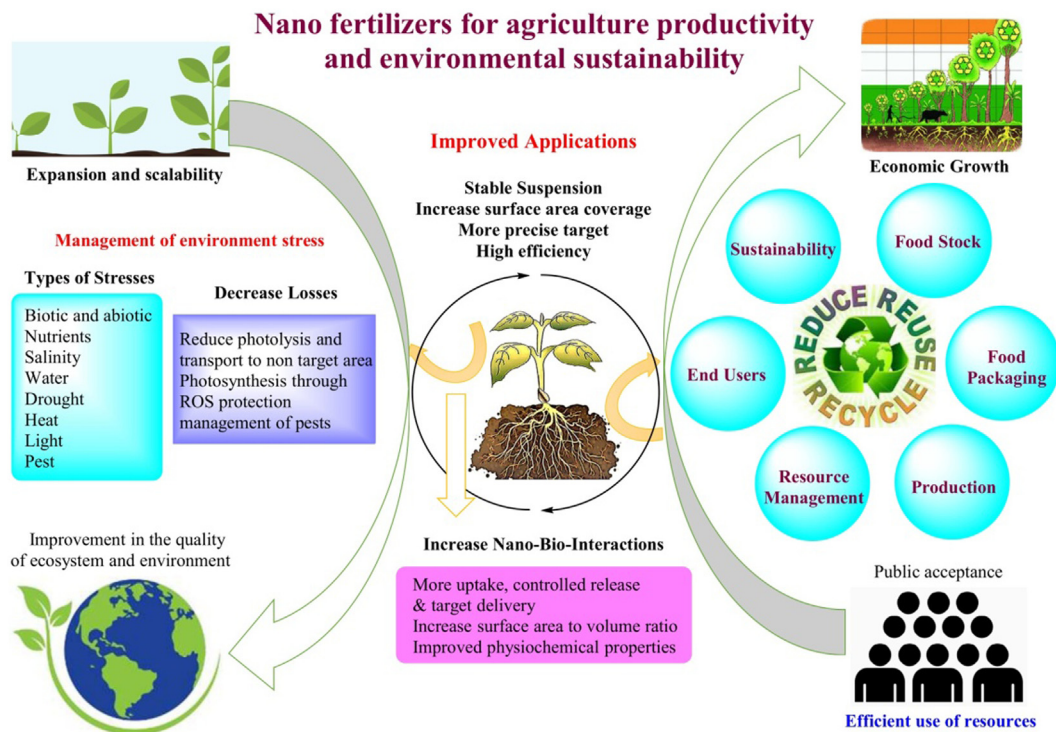 Nano fertilizers for agriculture productivity
and environmental sustainability
Expansion and scalability
Improved Applications
Stable Suspension
Increase surface area coverage
More precise target
High efficiency
Economic Growth
Management of environment stress
Types of Stresses
Biotic and abiotic
Nutrients
Salinity
Water
Drought
Heat
Light
Pest
Decrease Losses
Reduce photolysis and
transport to non target area
Photosynthesis through
ROS protection
management of pests
Sustainability
Food Stock
End Users
REDUCE REUSE
RECYCLE
Food
Packaging
Resource
Management
Production
Improvement in the quality
of ecosystem and environment
Increase Nano-Bio-Interactions
More uptake, controlled release
& target delivery
Increase surface area to volume ratio
Improved physiochemical properties
Public acceptance
Efficient use of resources